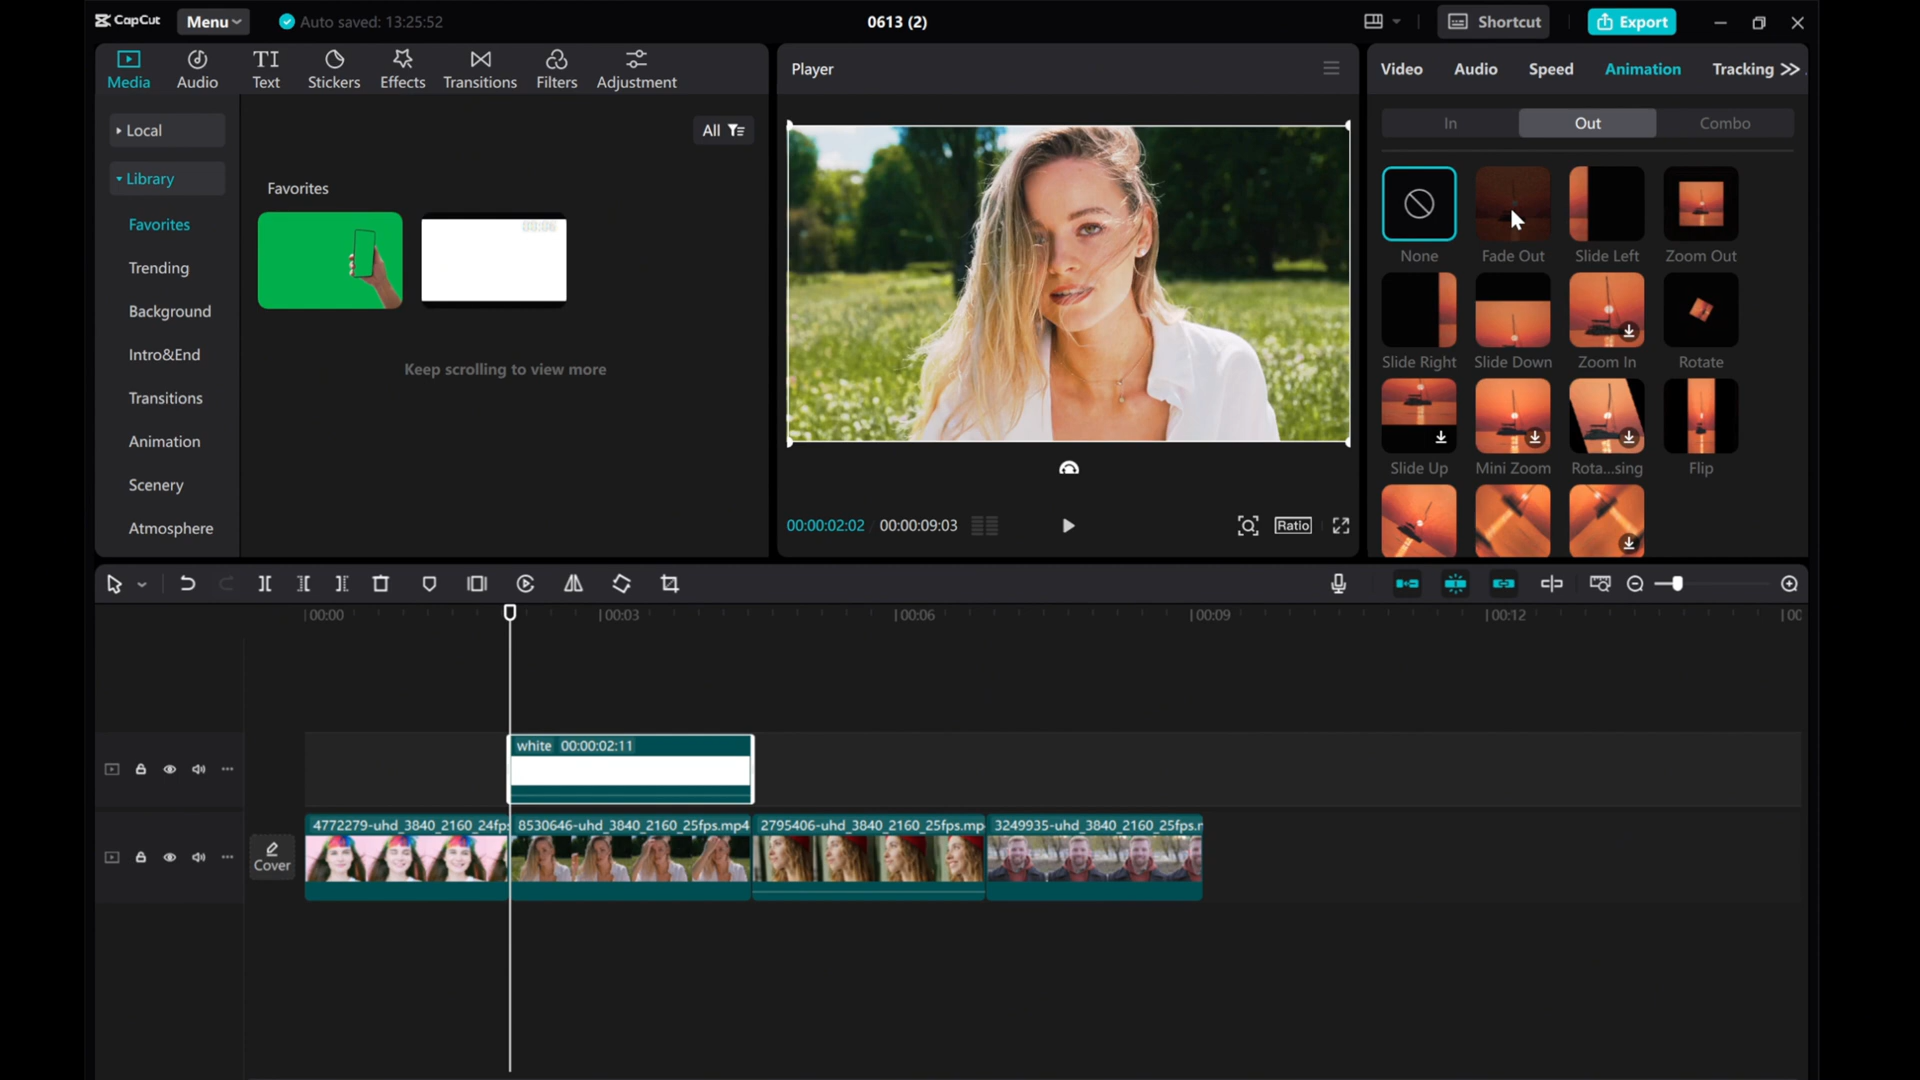 CapCut Menu Auto saved: 13:25:52 0613 (2) Shortcut Export
Media Audio Text Stickers Effects Transitions Filters Adjustment
Local
Library
Favorites
Trending
Background
Intro&End
Transitions
Animation
Scenery
Atmosphere
All
Favorites
00:06
Keep scrolling to view more
Player
00:00:02:02 00:00:09:03
Ratio
Video Audio Speed Animation Tracking
In Out Combo
None Fade Out Slide Left Zoom Out
Slide Right Slide Down Zoom In Rotate
Slide Up Mini Zoom Rota...sing Flip
00:00 00:03 00:06 00:09 00:12 00
white 00:00:02:11
Cover
4772279-uhd_3840_2160_24fps 8530646-uhd_3840_2160_25fps.mp4 2795406-uhd_3840_2160_25fps.mp 3249935-uhd_3840_2160_25fps.